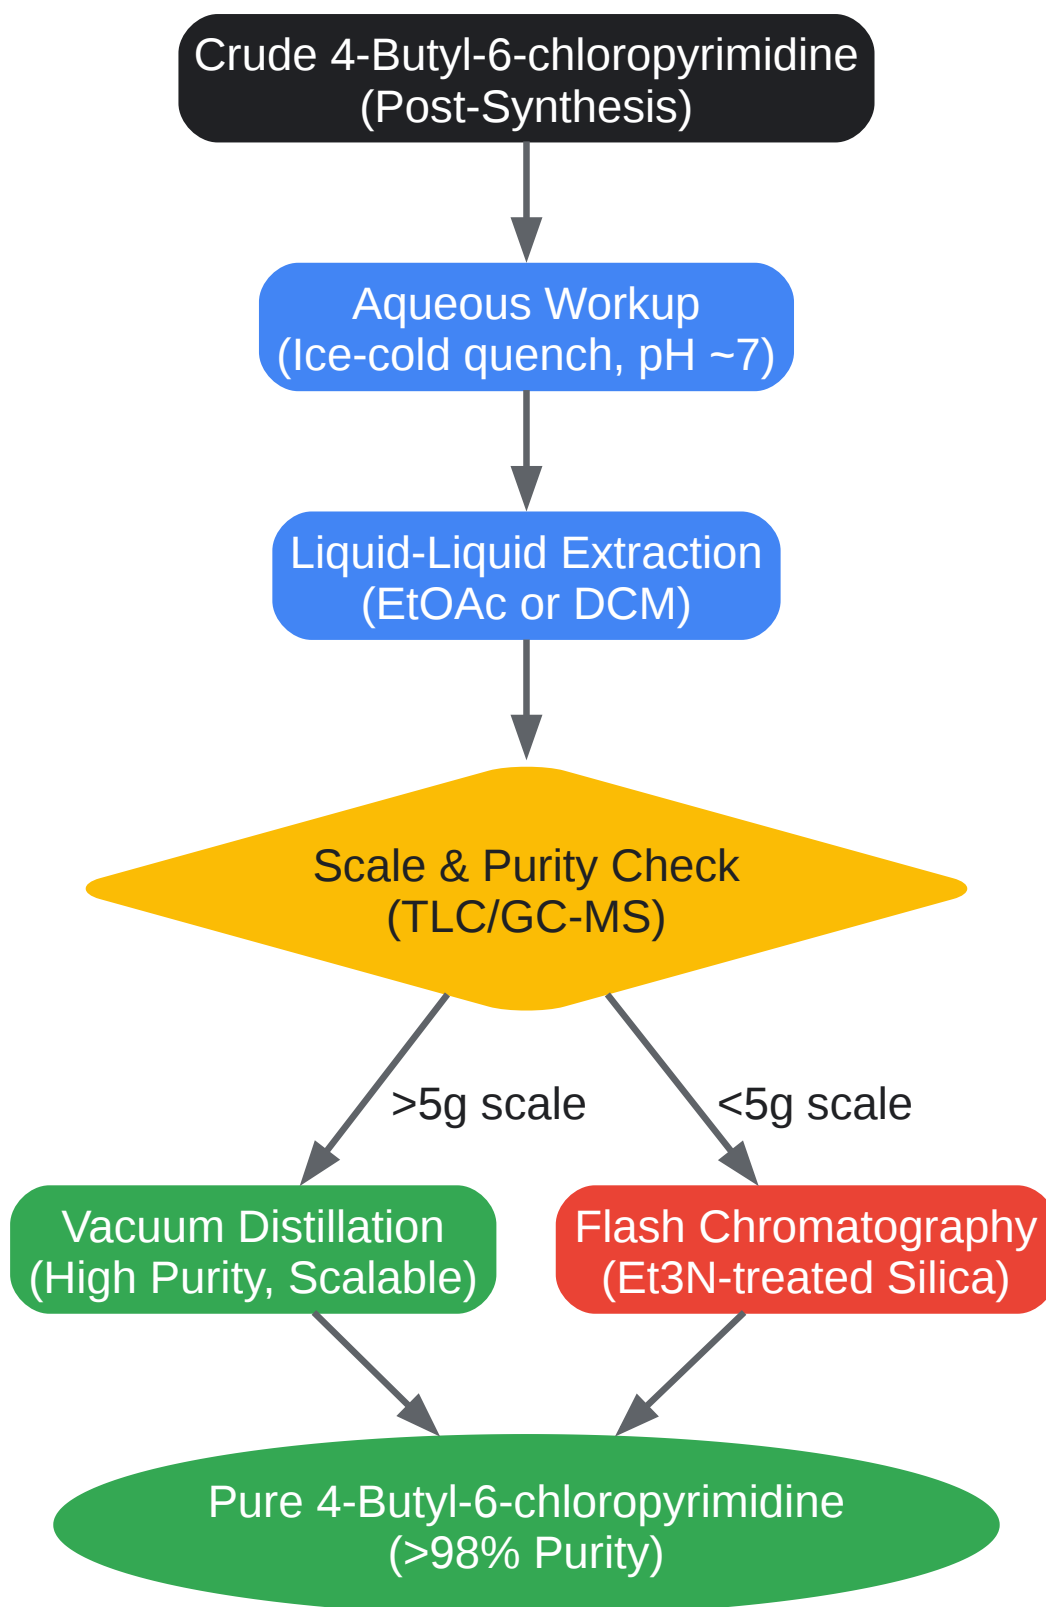 Crude 4-Butyl-6-chloropyrimidine
(Post-Synthesis)
Aqueous Workup
(Ice-cold quench, pH ~7)
Liquid-Liquid Extraction
(EtOAc or DCM)
Scale & Purity Check
(TLC/GC-MS)
>5g scale
<5g scale
Vacuum Distillation
(High Purity, Scalable)
Flash Chromatography
(Et3N-treated Silica)
Pure 4-Butyl-6-chloropyrimidine
(>98% Purity)